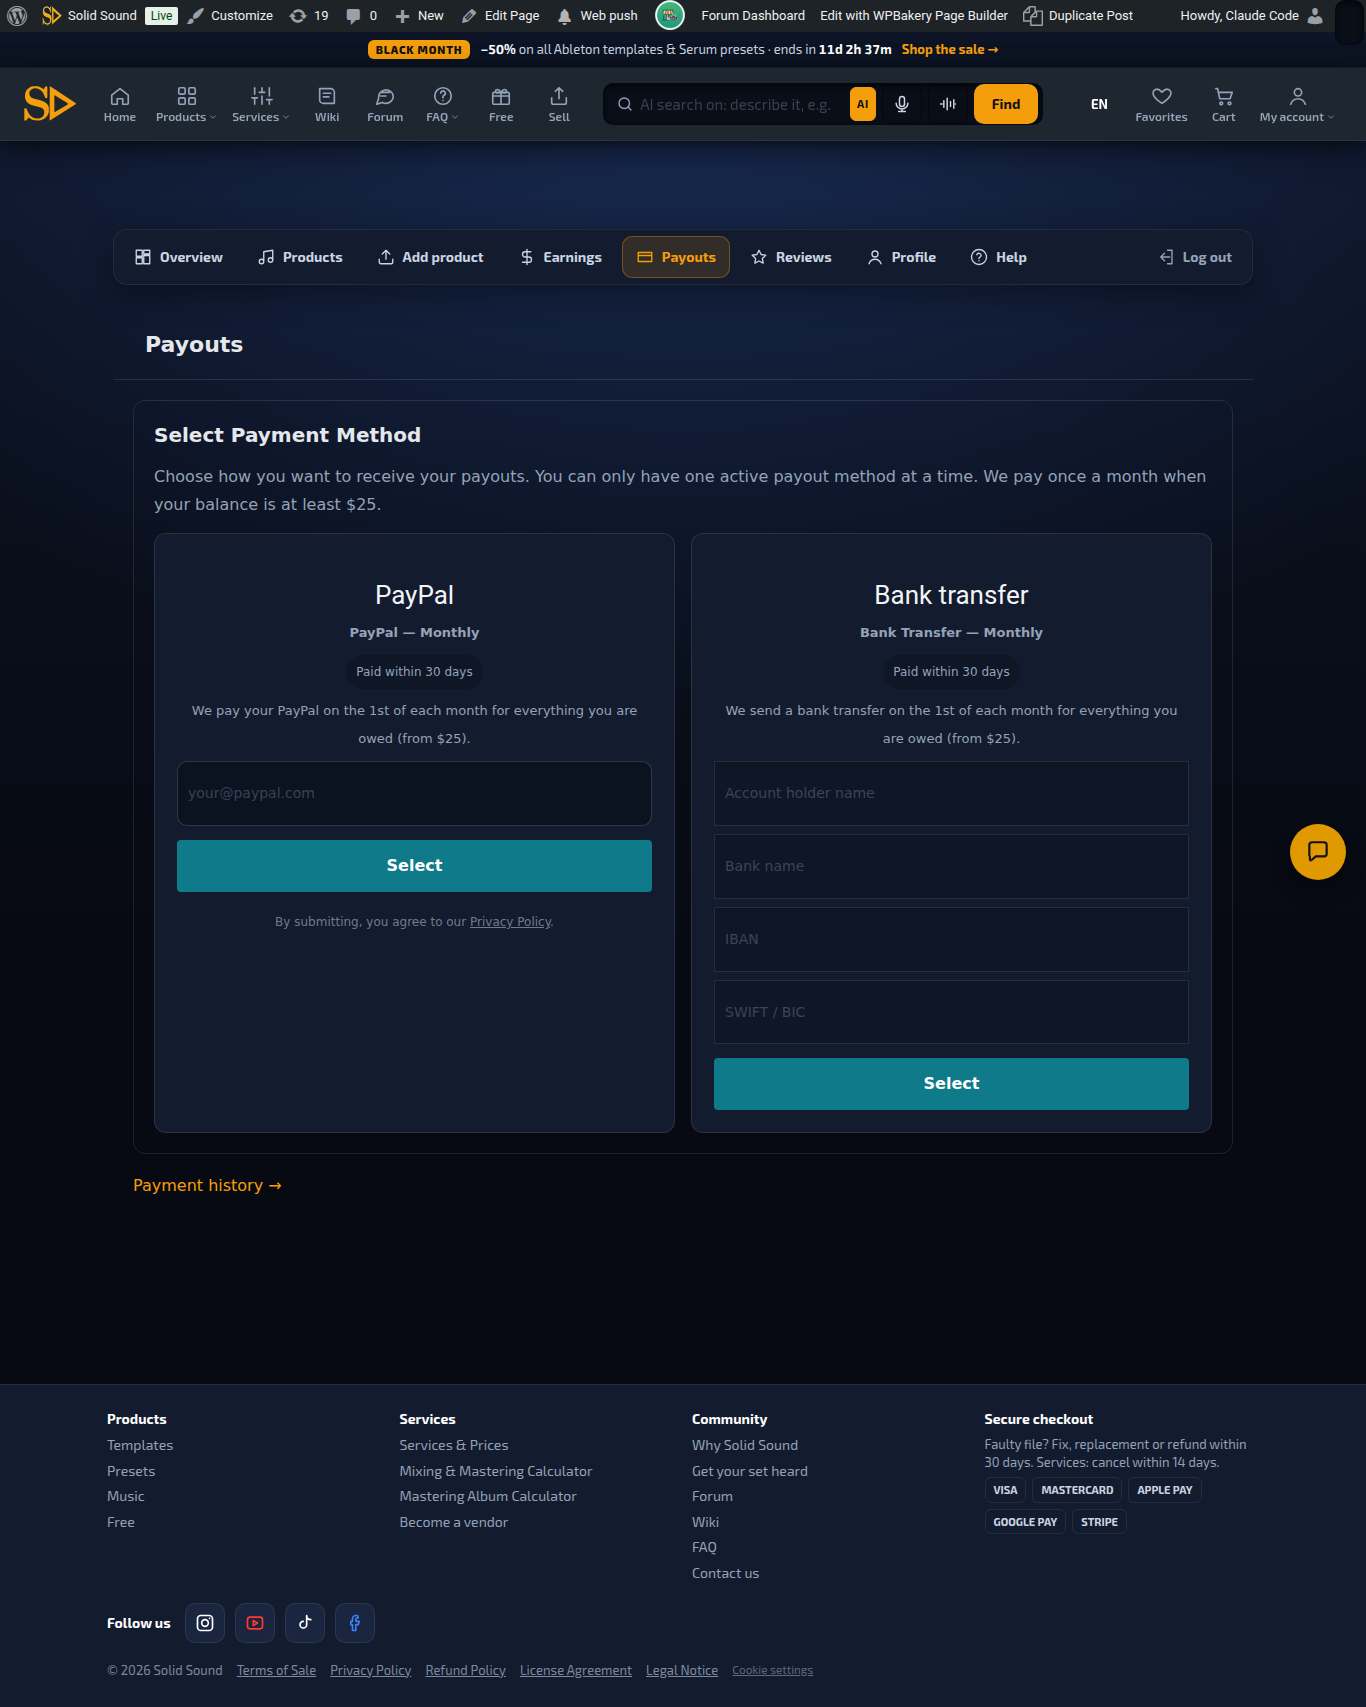 Solid Sound
Live
Customize
19
0
New
Edit Page
Web push
Forum Dashboard
Edit with WPBakery Page Builder
Duplicate Post
Howdy, Claude Code
BLACK MONTH −50% on all Ableton templates & Serum presets · ends in 11d 2h 37m Shop the sale →
SD
Home
Products
Services
Wiki
Forum
FAQ
Free
Sell
AI search on: describe it, e.g.
AI
Find
EN
Favorites
Cart
My account
Overview
Products
Add product
Earnings
Payouts
Reviews
Profile
Help
Log out
Payouts
Select Payment Method
Choose how you want to receive your payouts. You can only have one active payout method at a time. We pay once a month when
your balance is at least $25.
PayPal
PayPal — Monthly
Paid within 30 days
We pay your PayPal on the 1st of each month for everything you are
owed (from $25).
your@paypal.com
Select
By submitting, you agree to our Privacy Policy.
Bank transfer
Bank Transfer — Monthly
Paid within 30 days
We send a bank transfer on the 1st of each month for everything you
are owed (from $25).
Account holder name
Bank name
IBAN
SWIFT / BIC
Select
Payment history →
Products
Templates
Presets
Music
Free
Services
Services & Prices
Mixing & Mastering Calculator
Mastering Album Calculator
Become a vendor
Community
Why Solid Sound
Get your set heard
Forum
Wiki
FAQ
Contact us
Secure checkout
Faulty file? Fix, replacement or refund within
30 days. Services: cancel within 14 days.
VISA
MASTERCARD
APPLE PAY
GOOGLE PAY
STRIPE
Follow us
© 2026 Solid Sound Terms of Sale Privacy Policy Refund Policy License Agreement Legal Notice Cookie settings